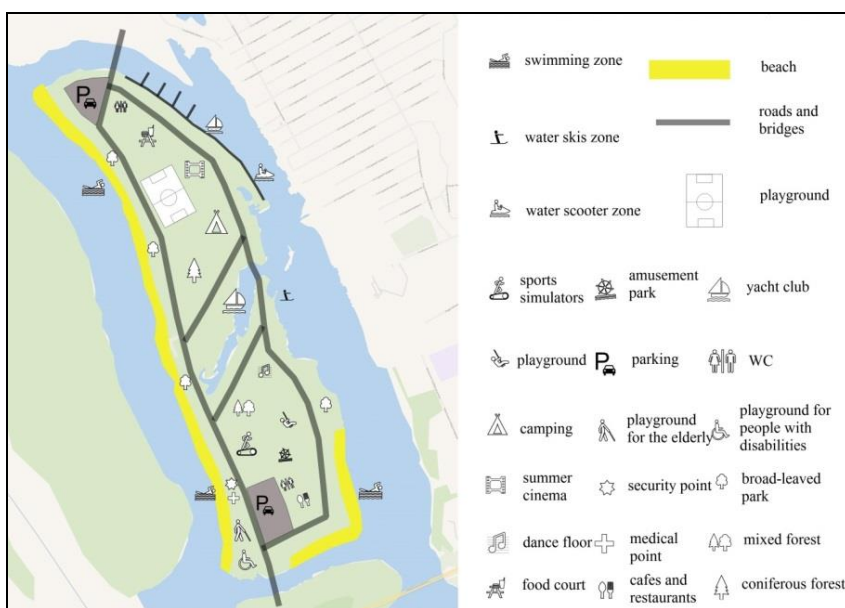 P
P
swimming zone
beach
water skis zone
roads and
bridges
water scooter zone
playground
sports
simulators
amusement
park
yacht club
playground
P
parking
WC
camping
playground
for the elderly
playground for
people with
disabilities
summer
cinema
security point
broad-leaved
park
dance floor
medical
point
mixed forest
food court
cafes and
restaurants
coniferous forest